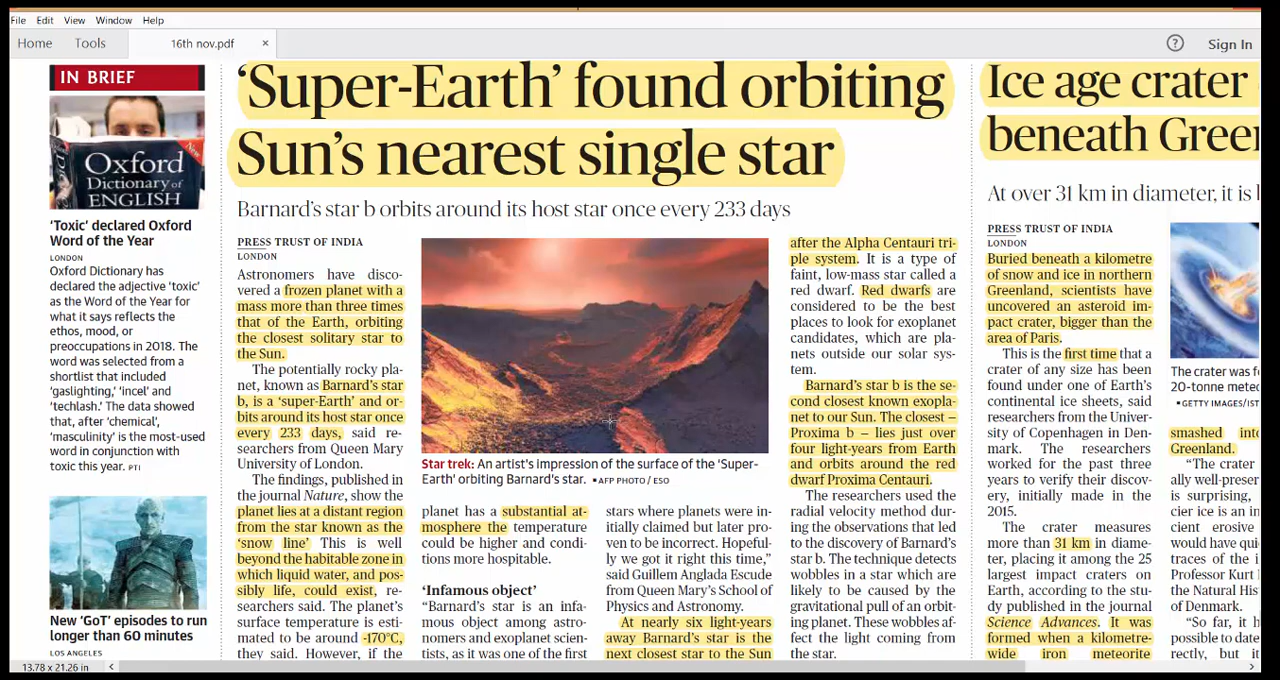 File Edit View Window Help
Home Tools 16th nov.pdf × ? Sign In
IN BRIEF
Oxford
Dictionary of
ENGLISH
New
'Toxic' declared Oxford
Word of the Year
LONDON
Oxford Dictionary has
declared the adjective 'toxic'
as the Word of the Year for
what it says reflects the
ethos, mood, or
preoccupations in 2018. The
word was selected from a
shortlist that included
'gaslighting,' 'incel' and
'techlash.' The data showed
that, after 'chemical',
'masculinity' is the most-used
word in conjunction with
toxic this year. PTI
New 'GoT' episodes to run
longer than 60 minutes
LOS ANGELES
'Super-Earth' found orbiting
Sun's nearest single star
Barnard's star b orbits around its host star once every 233 days
PRESS TRUST OF INDIA
LONDON
Astronomers have disco-
vered a frozen planet with a
mass more than three times
that of the Earth, orbiting
the closest solitary star to
the Sun.
The potentially rocky pla-
net, known as Barnard's star
b, is a 'super-Earth' and or-
bits around its host star once
every 233 days, said re-
searchers from Queen Mary
University of London.
The findings, published in
the journal Nature, show the
planet lies at a distant region
from the star known as the
'snow line'. This is well
beyond the habitable zone in
which liquid water, and pos-
sibly life, could exist, re-
searchers said. The planet's
surface temperature is esti-
mated to be around -170°C,
they said. However, if the
Star trek: An artist's impression of the surface of the 'Super-
Earth' orbiting Barnard's star. ▪AFP PHOTO / ESO
planet has a substantial at-
mosphere the temperature
could be higher and condi-
tions more hospitable.
'Infamous object'
"Barnard's star is an infa-
mous object among astro-
nomers and exoplanet scien-
tists, as it was one of the first
stars where planets were in-
itially claimed but later pro-
ven to be incorrect. Hopeful-
ly we got it right this time,"
said Guillem Anglada Escude
from Queen Mary's School of
Physics and Astronomy.
At nearly six light-years
away Barnard's star is the
next closest star to the Sun
after the Alpha Centauri tri-
ple system. It is a type of
faint, low-mass star called a
red dwarf. Red dwarfs are
considered to be the best
places to look for exoplanet
candidates, which are pla-
nets outside our solar sys-
tem.
Barnard's star b is the se-
cond closest known exopla-
net to our Sun. The closest –
Proxima b – lies just over
four light-years from Earth
and orbits around the red
dwarf Proxima Centauri.
The researchers used the
radial velocity method dur-
ing the observations that led
to the discovery of Barnard's
star b. The technique detects
wobbles in a star which are
likely to be caused by the
gravitational pull of an orbit-
ing planet. These wobbles af-
fect the light coming from
the star.
Ice age crater
beneath Green
At over 31 km in diameter, it is
PRESS TRUST OF INDIA
LONDON
Buried beneath a kilometre
of snow and ice in northern
Greenland, scientists have
uncovered an asteroid im-
pact crater, bigger than the
area of Paris.
This is the first time that a
crater of any size has been
found under one of Earth's
continental ice sheets, said
researchers from the Univer-
sity of Copenhagen in Den-
mark. The researchers
worked for the past three
years to verify their discov-
ery, initially made in the
2015.
The crater measures
more than 31 km in diame-
ter, placing it among the 25
largest impact craters on
Earth, according to the stu-
dy published in the journal
Science Advances. It was
formed when a kilometre-
wide iron meteorite
The crater was f
20-tonne meteo
▪GETTY IMAGES/IST
smashed into
Greenland.
"The crater
ally well-preser
is surprising,
cier ice is an in
cient erosive
would have qui
traces of the i
Professor Kurt
the Natural His
of Denmark.
"So far, it h
possible to date
rectly, but it
13.78 x 21.26 in